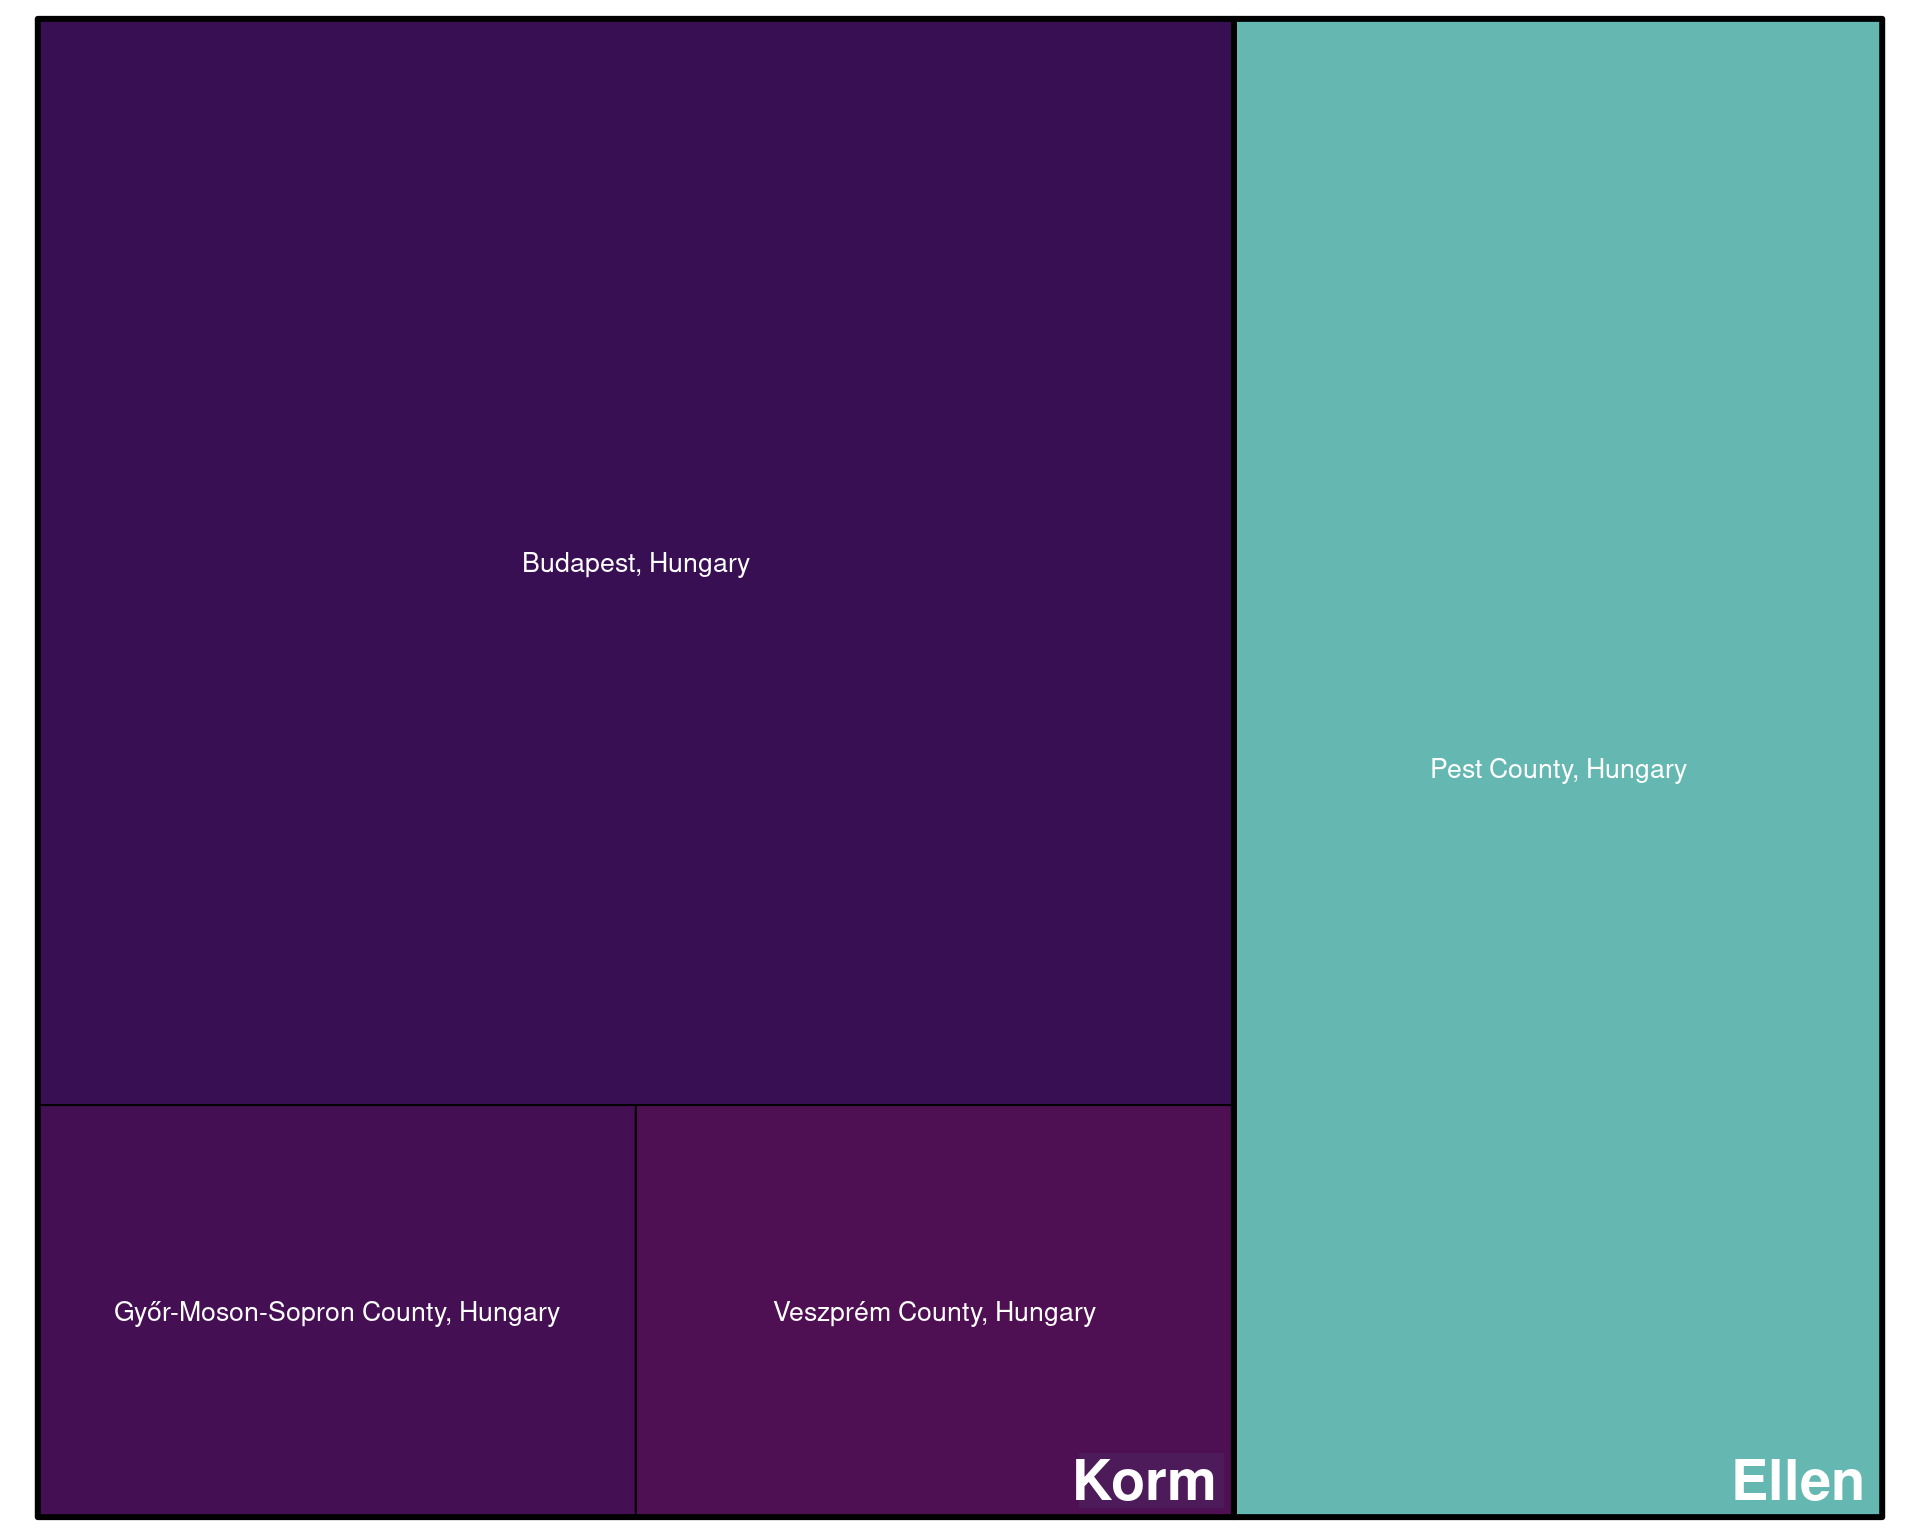 Budapest, Hungary
Pest County, Hungary
Győr-Moson-Sopron County, Hungary
Veszprém County, Hungary
Korm
Ellen